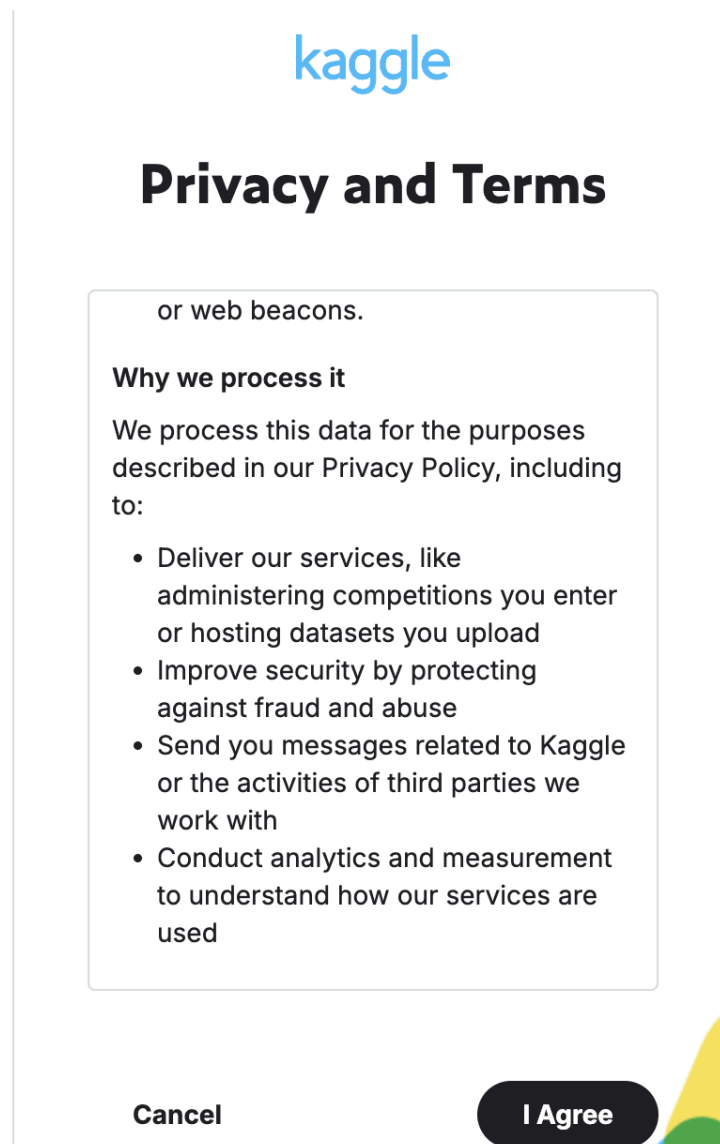 kaggle
Privacy and Terms
or web beacons.
Why we process it
We process this data for the purposes
described in our Privacy Policy, including
to:
• Deliver our services, like
administering competitions you enter
or hosting datasets you upload
• Improve security by protecting
against fraud and abuse
• Send you messages related to Kaggle
or the activities of third parties we
work with
• Conduct analytics and measurement
to understand how our services are
used
Cancel
I Agree